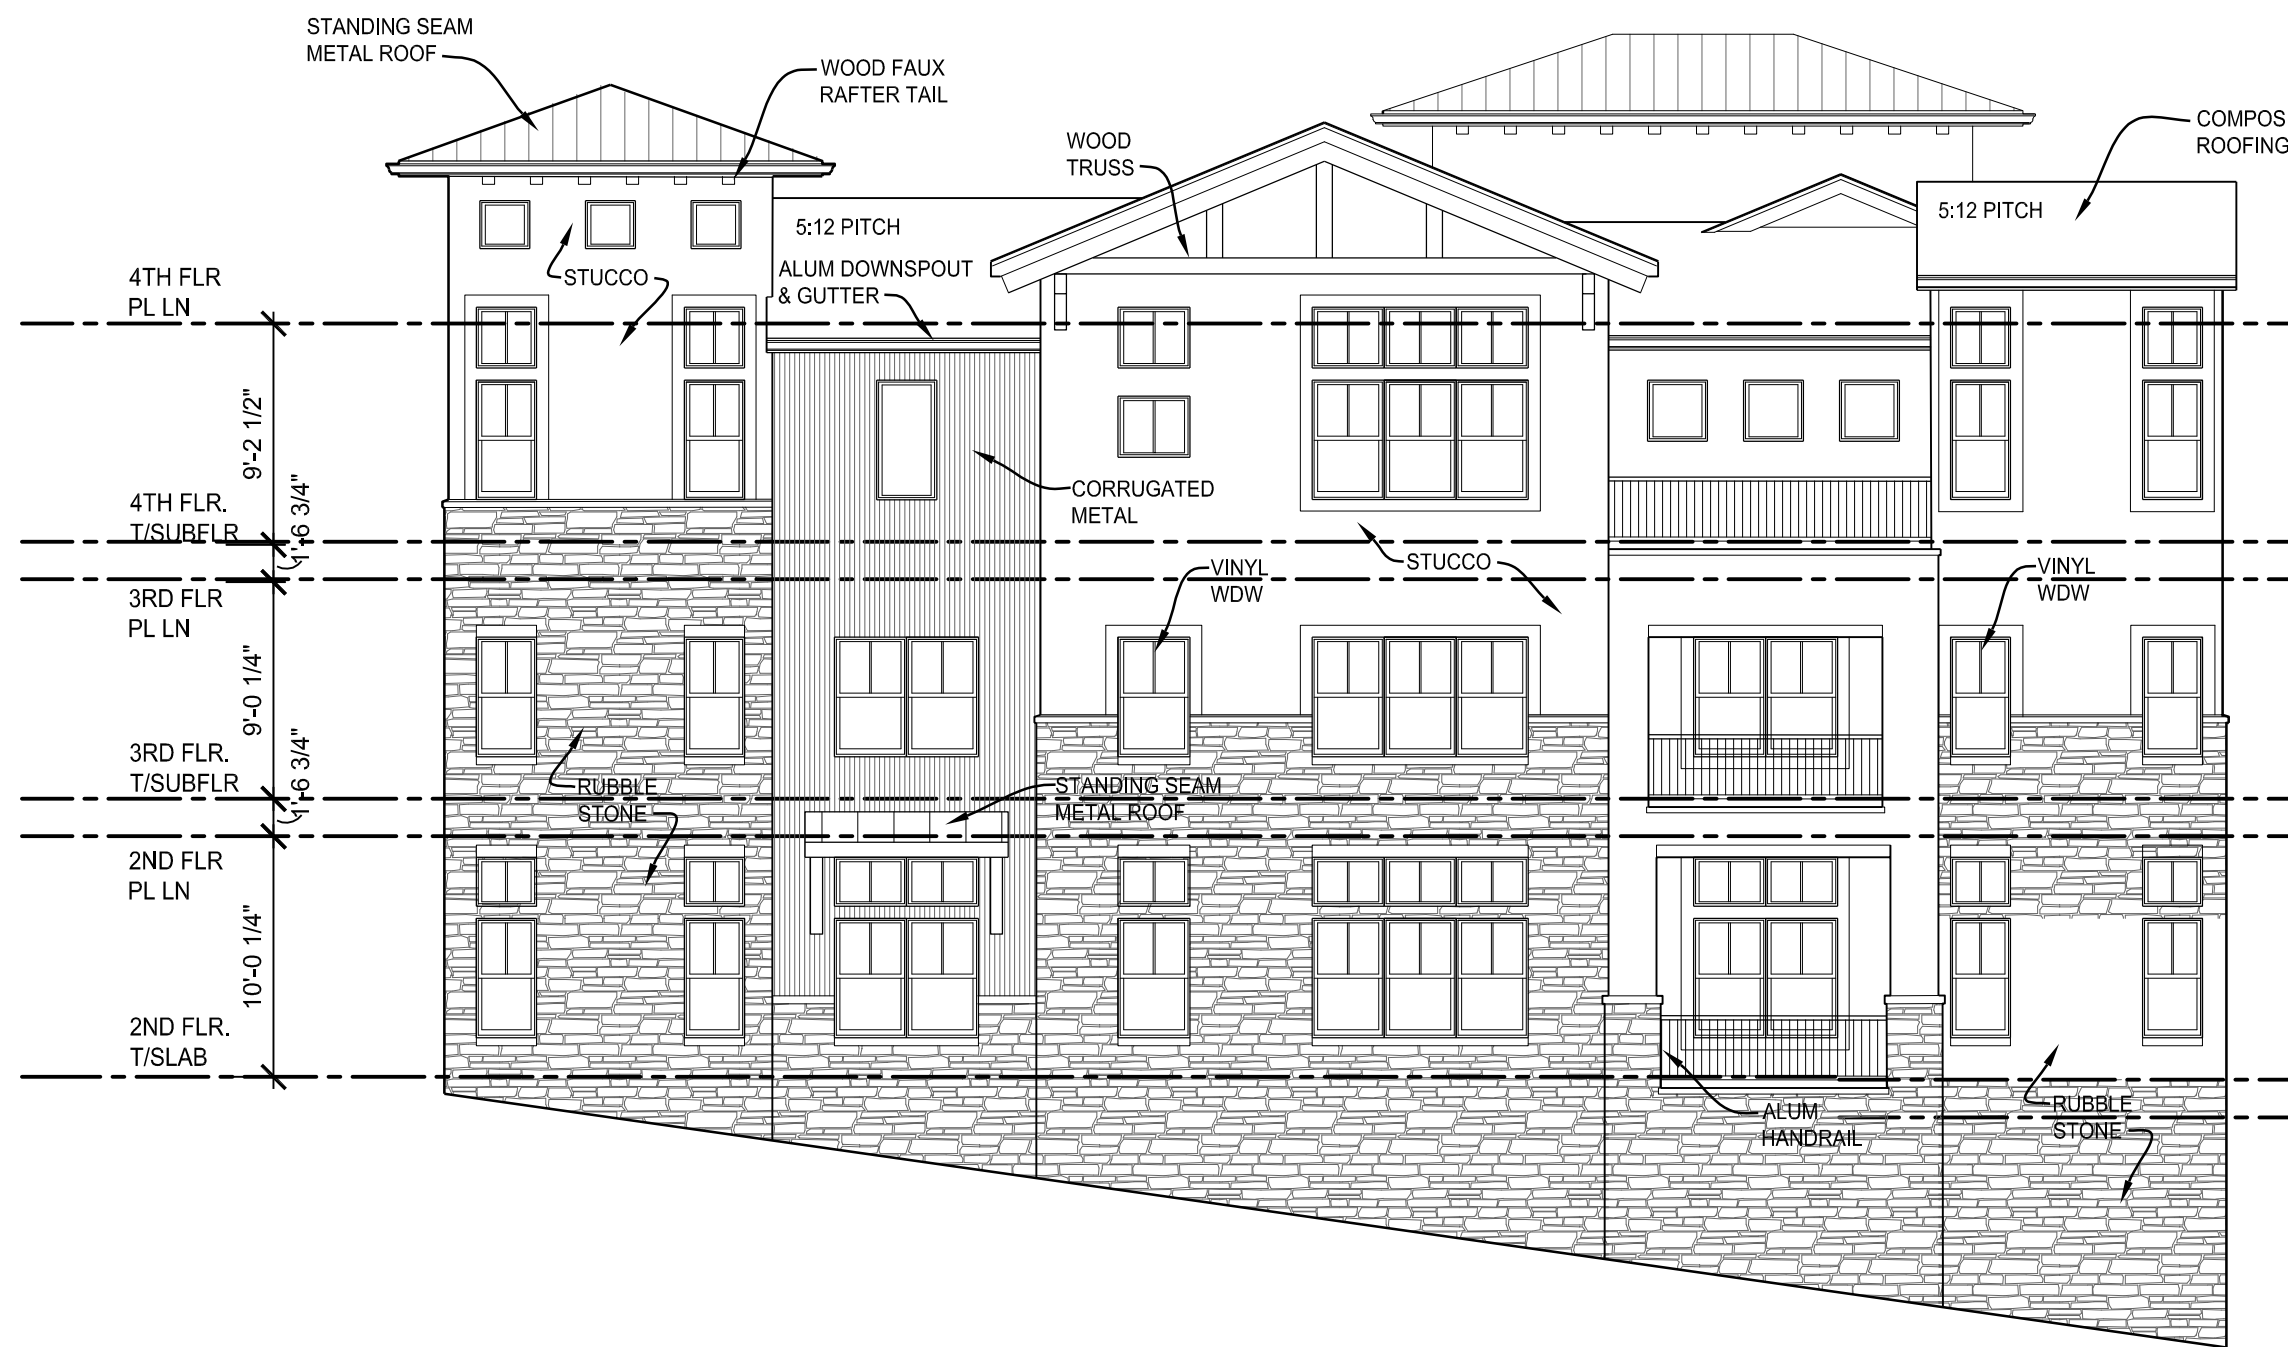 STANDING SEAM
METAL ROOF
WOOD FAUX
RAFTER TAIL
WOOD
TRUSS
COMPOS
ROOFING
5:12 PITCH
5:12 PITCH
ALUM DOWNSPOUT
& GUTTER
STUCCO
4TH FLR
PL LN
9'-2 1/2"
CORRUGATED
METAL
4TH FLR.
T/SUBFLR
1'-6 3/4"
STUCCO
VINYL
WDW
VINYL
WDW
3RD FLR
PL LN
9'-0 1/4"
3RD FLR.
T/SUBFLR
1'-6 3/4"
RUBBLE
STONE
STANDING SEAM
METAL ROOF
2ND FLR
PL LN
10'-0 1/4"
2ND FLR.
T/SLAB
ALUM
HANDRAIL
RUBBLE
STONE